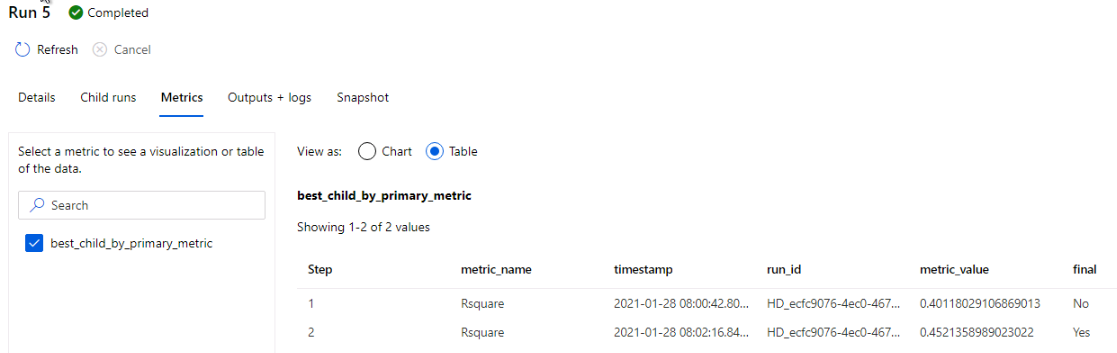 Run 5 Completed
Refresh Cancel
Details Child runs Metrics Outputs + logs Snapshot
Select a metric to see a visualization or table
of the data.
Search
best_child_by_primary_metric
View as: Chart Table
best_child_by_primary_metric
Showing 1-2 of 2 values
Step metric_name timestamp run_id metric_value final
1 Rsquare 2021-01-28 08:00:42.80... HD_ecfc9076-4ec0-467... 0.40118029106869013 No
2 Rsquare 2021-01-28 08:02:16.84... HD_ecfc9076-4ec0-467... 0.4521358989023022 Yes